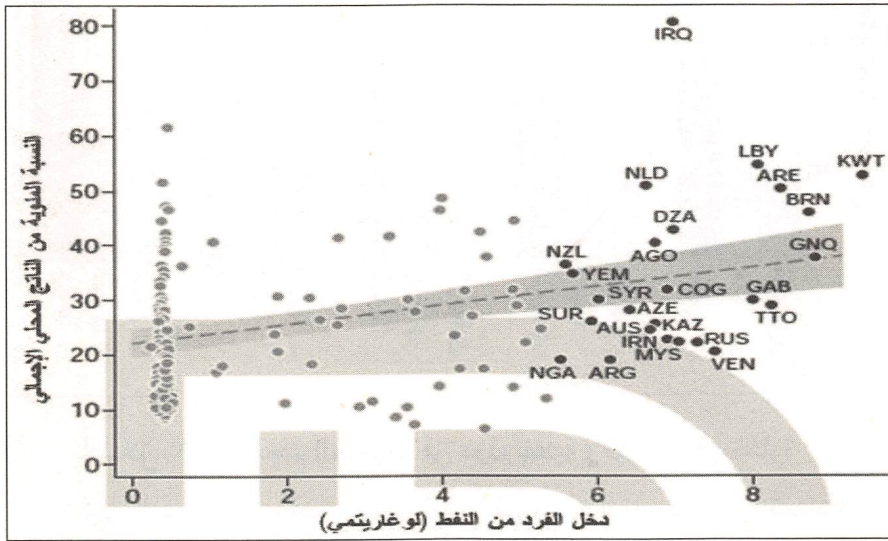 النسبة المئوية من الناتج المحلي الإجمالي
80
70
60
50
40
30
20
10
0
IRQ
LBY
KWT
NLD
ARE
BRN
DZA
NZL
AGO
GNQ
YEM
SYR
COG
GAB
SUR
AZE
TTO
AUS
KAZ
IRN
RUS
MYS
VEN
NGA
ARG
0 2 4 6 8
دخل الفرد من النفط (لوغاريتمي)